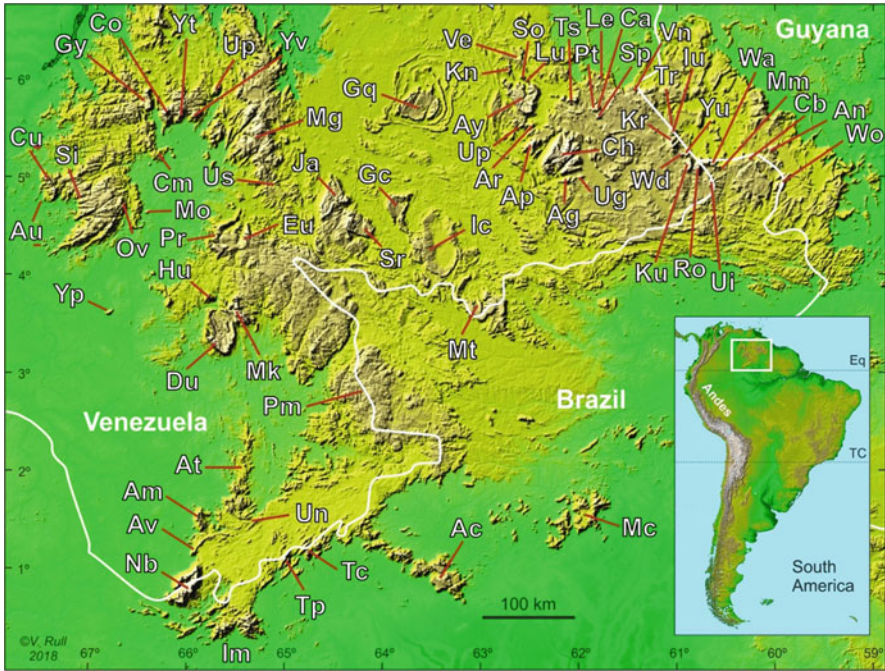 Co Yt Up Yv
Gy
So Ts Le Ca
Ve Lu Pt Sp Vn Iu Wa
Guyana
Kn
Tr Mm
6°
Gq
Kr Yu Cb
An
Mg
Ay
Wo
Cu
Up
Ch
Si
Ja
Ar
Us
Gc
Ap
Wd
5°
Cm
Ug
Mo
Ag
Au
Ov
Pr Eu
Sr
Ic
Ku Ro Ui
4°
Hu
Yp
Mt
Du
Mk
3°
Pm
Venezuela
Brazil
Eq
Andes
TC
At
2°
Am
Un
Av
Ac
Mc
Nb
1°
Tc
South
America
Tp
100 km
©V. Rull
2018
Im
67° 66° 65° 64° 63° 62° 61° 60° 59°